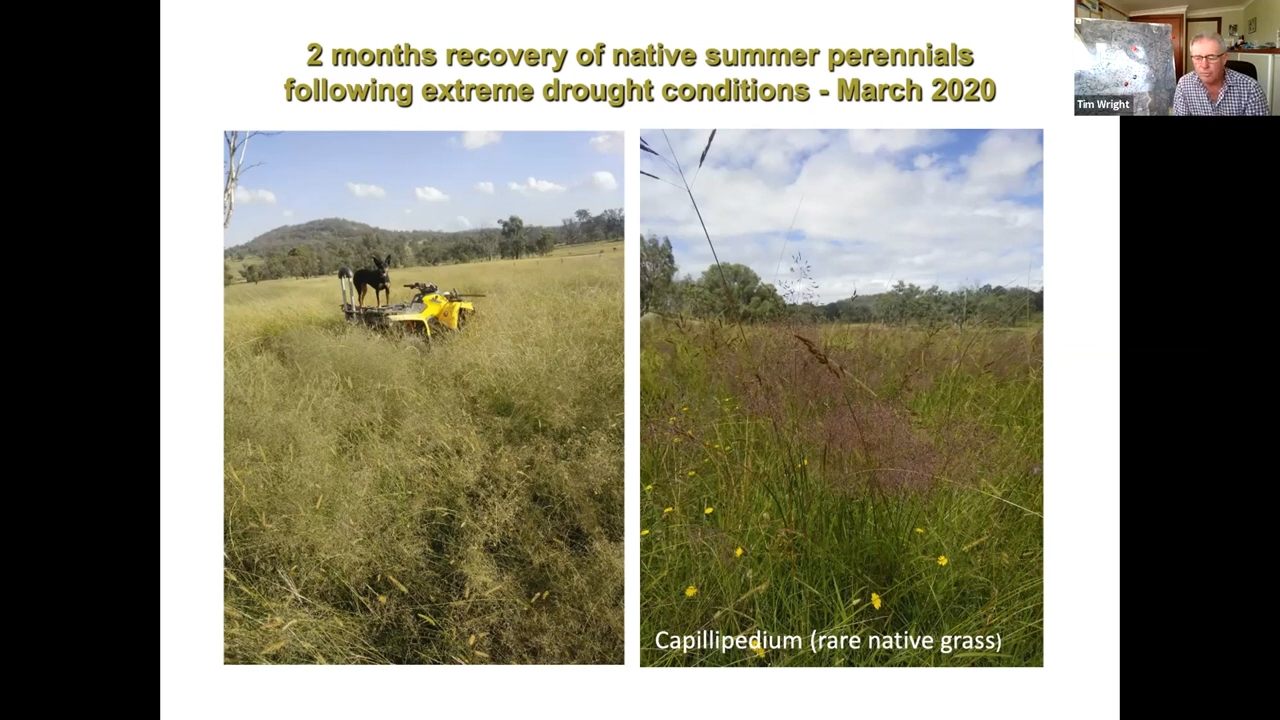 2 months recovery of native summer perennials
following extreme drought conditions - March 2020
Tim Wright
Capillipedium (rare native grass)